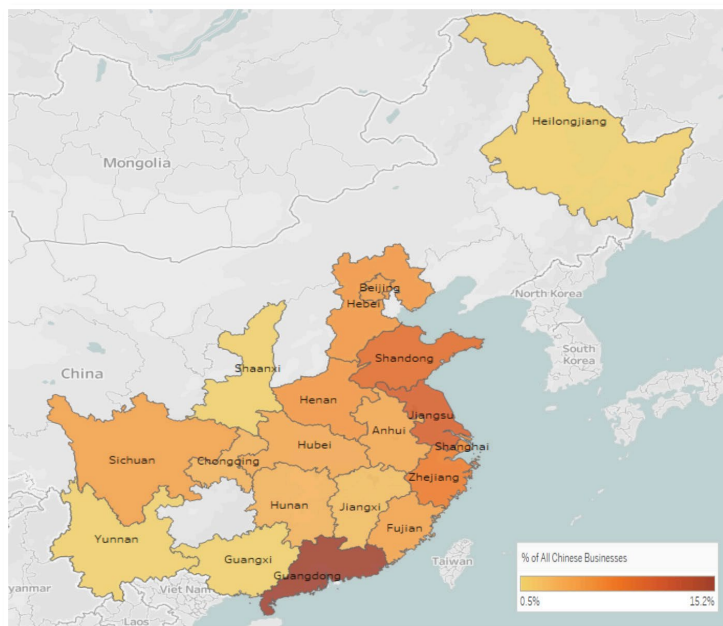 Heilongjiang
Mongolia
Beijing
Hebei
North Korea
Shandong
South
Korea
Shaanxi
China
Henan
Jiangsu
Anhui
Hubei
Shanghai
Sichuan
Chongqing
Zhejiang
Hunan
Jiangxi
Fujian
Yunnan
Guangxi
Guangdong
Taiwan
% of All Chinese Businesses
0.5%
15.2%
yanmar
Viet Nam
Laos